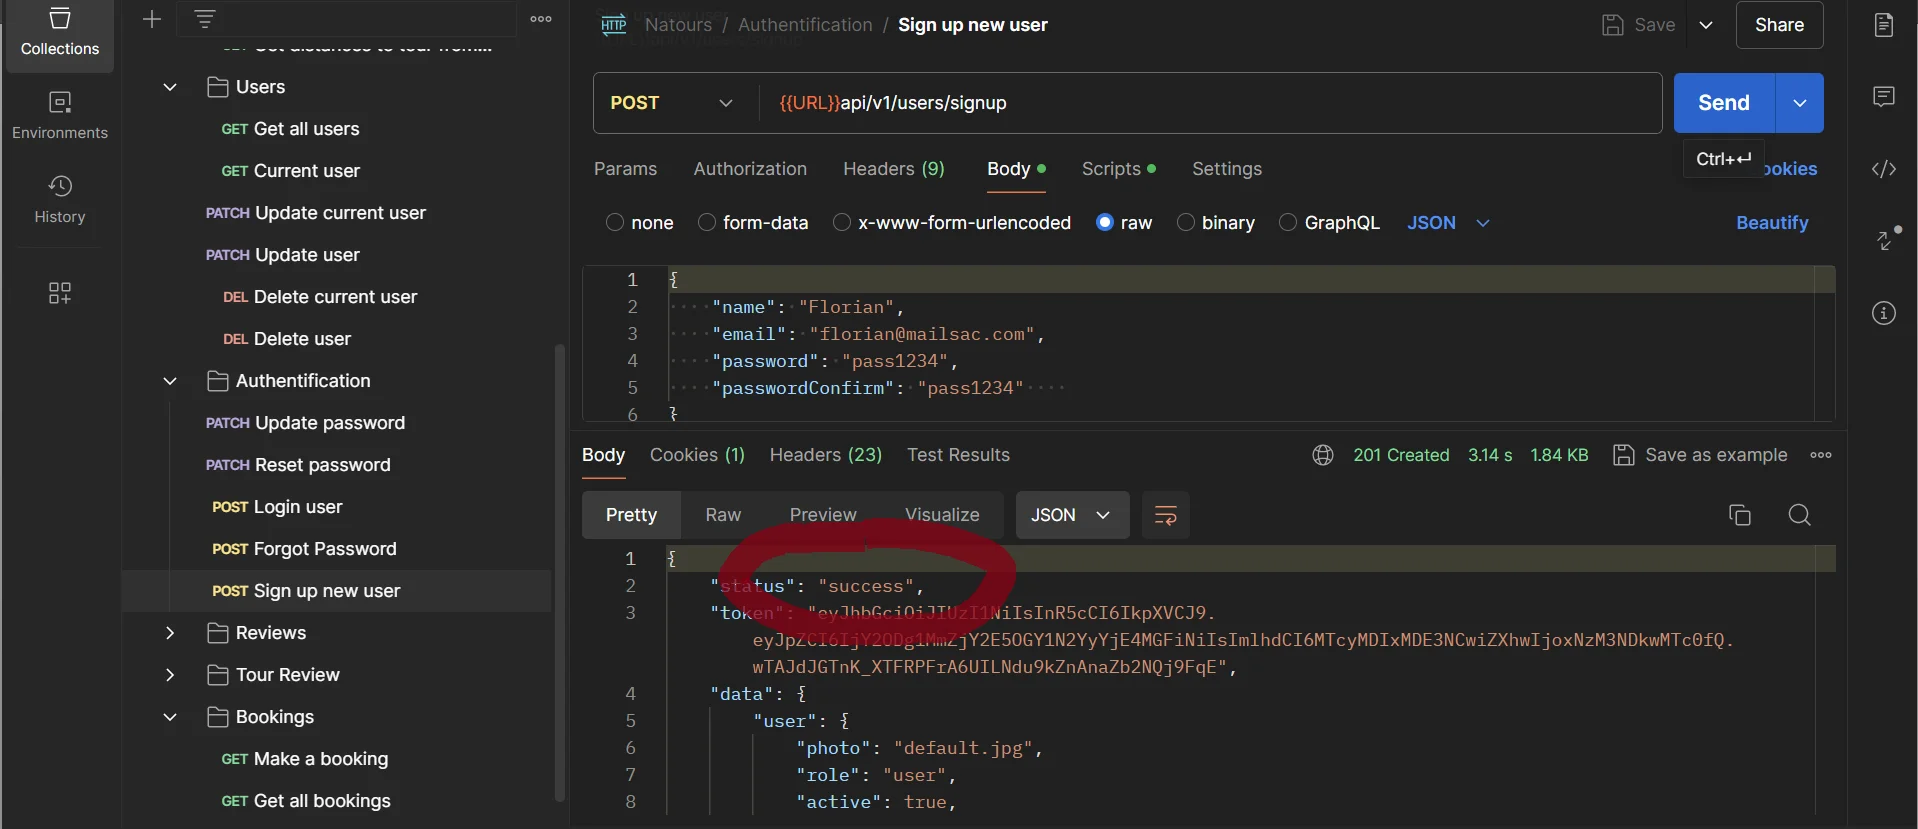 Collections
Environments
History
Users
GET Get all users
GET Current user
PATCH Update current user
PATCH Update user
DEL Delete current user
DEL Delete user
Authentification
PATCH Update password
PATCH Reset password
POST Login user
POST Forgot Password
POST Sign up new user
Reviews
Tour Review
Bookings
GET Make a booking
GET Get all bookings
HTTP Natours / Authentification / Sign up new user
Save
Share
POST
{{URL}}api/v1/users/signup
Send
Ctrl+↵
Params Authorization Headers (9) Body Scripts Settings
none form-data x-www-form-urlencoded raw binary GraphQL JSON
Beautify
1 {
2 "name": "Florian",
3 "email": "florian@mailsac.com",
4 "password": "pass1234",
5 "passwordConfirm": "pass1234"
6 }
Body Cookies (1) Headers (23) Test Results
201 Created 3.14 s 1.84 KB Save as example
Pretty Raw Preview Visualize JSON
1 {
2 "status": "success",
3 "token":
eyJpZCI6IjY2ODg1MmZjY2E5OGY1N2YyYjE4MGFiNiIsImlhdCI6MTcyMDIxMDE3NCwiZXhwIjoxNzM3NDkwMTc0fQ.
wTAJdJGTnK_XTFRPFrA6UILNdu9kZnAnaZb2NQj9FqE",
4 "data": {
5 "user": {
6 "photo": "default.jpg",
7 "role": "user",
8 "active": true,